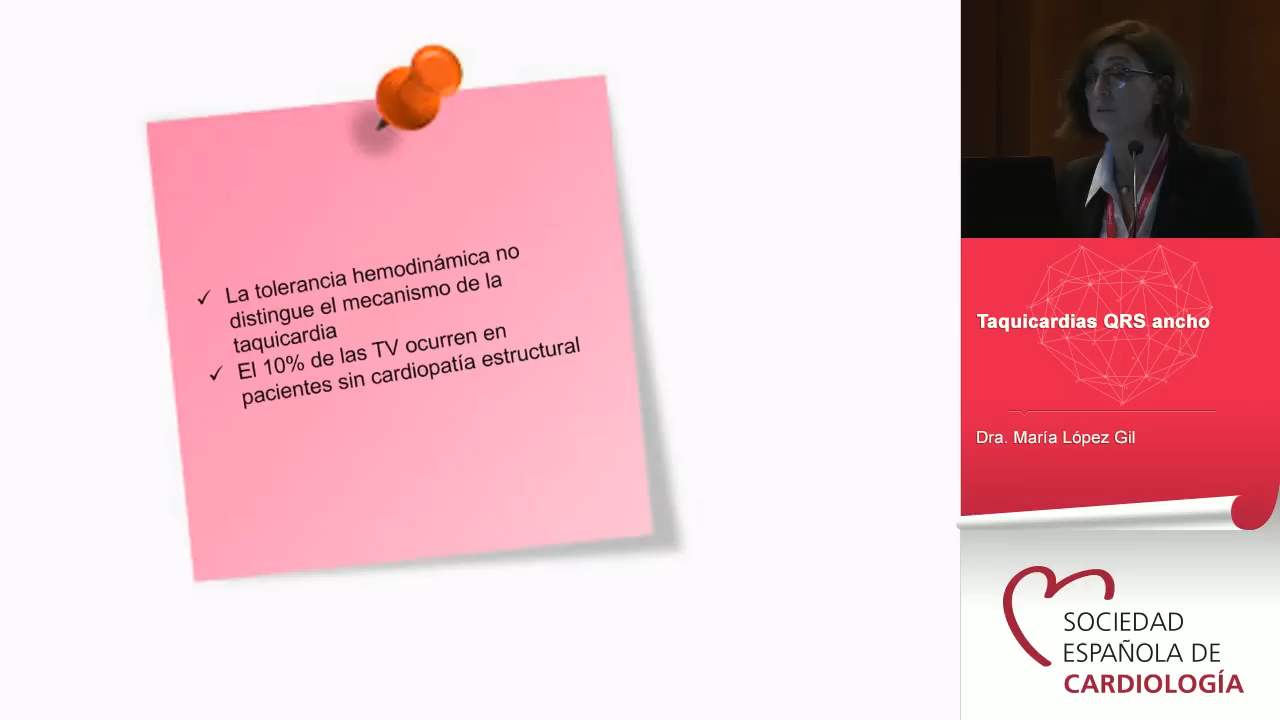 ✓ La tolerancia hemodinámica no
distingue el mecanismo de la
taquicardia
✓ El 10% de las TV ocurren en
pacientes sin cardiopatía estructural
Taquicardias QRS ancho
Dra. María López Gil
SOCIEDAD
ESPAÑOLA DE
CARDIOLOGÍA